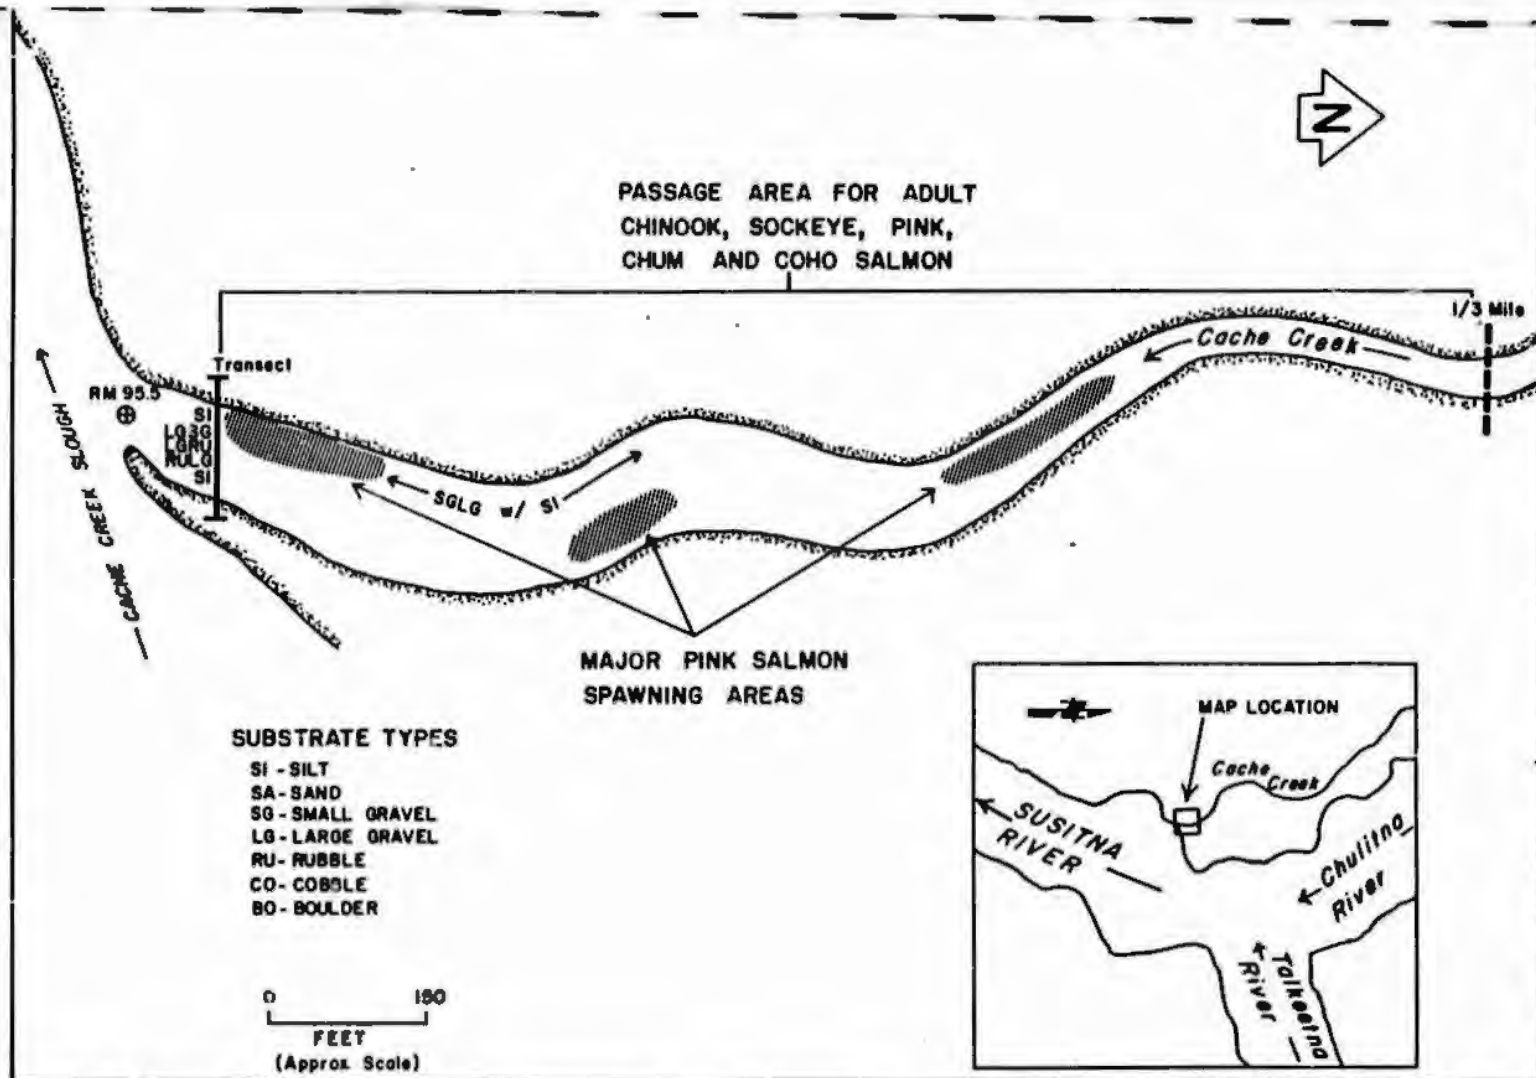 N
PASSAGE AREA FOR ADULT
CHINOOK, SOCKEYE, PINK,
CHUM AND COHO SALMON
1/3 Mile
Cache Creek
Transect
RM 95.5
SI
LGSG
LGRU
RULG
SI
CACHE CREEK SLOUGH
SGLG w/ SI
MAJOR PINK SALMON
SPAWNING AREAS
SUBSTRATE TYPES
SI - SILT
SA - SAND
SG - SMALL GRAVEL
LG - LARGE GRAVEL
RU - RUBBLE
CO - COBBLE
BO - BOULDER
0 150
FEET
(Approx Scale)
MAP LOCATION
Cache
Creek
SUSITNA
RIVER
Chulitna
River
Talkeetna
River